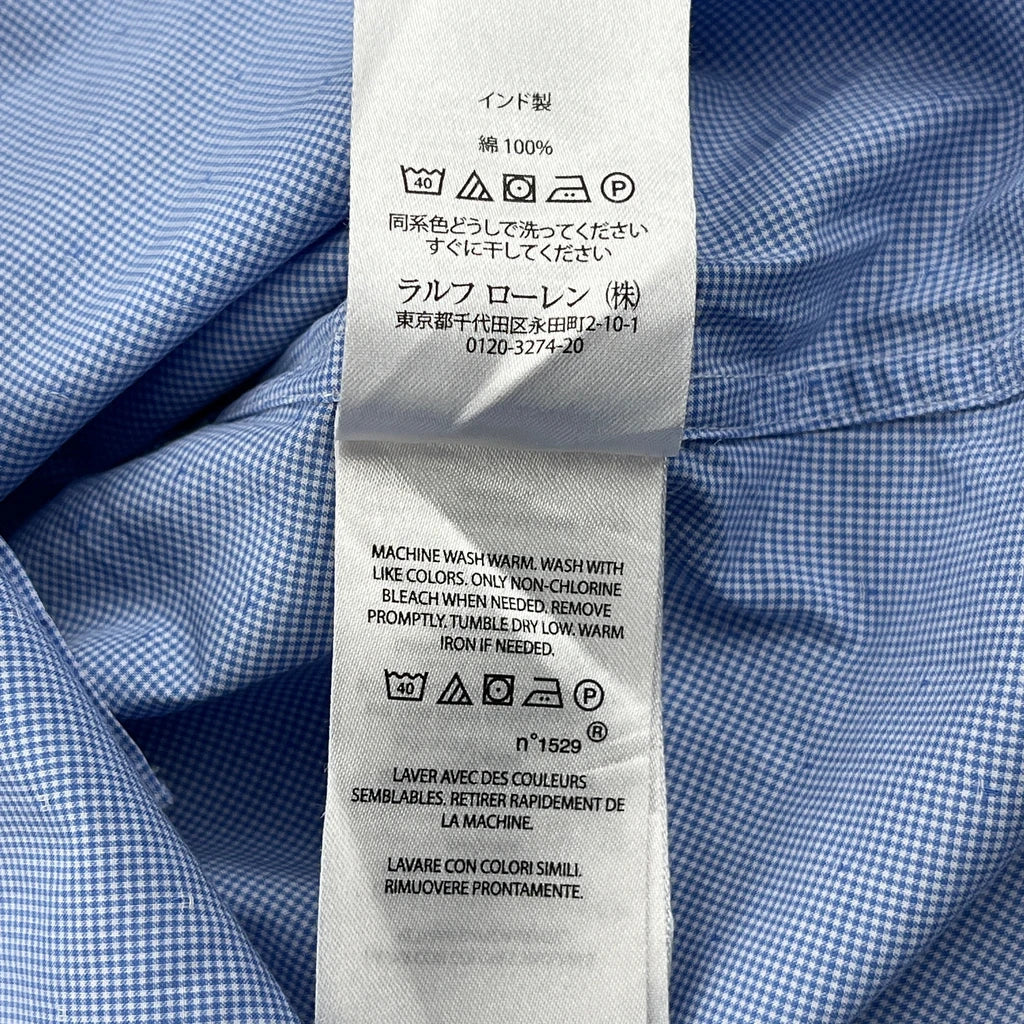 インド製
綿 100%
40 P
同系色どうしで洗ってください
すぐに干してください
ラルフ ローレン (株)
東京都千代田区永田町2-10-1
0120-3274-20
MACHINE WASH WARM. WASH WITH
LIKE COLORS. ONLY NON-CHLORINE
BLEACH WHEN NEEDED. REMOVE
PROMPTLY. TUMBLE DRY LOW. WARM
IRON IF NEEDED.
40 P
n°1529 ®
LAVER AVEC DES COULEURS
SEMBLABLES. RETIRER RAPIDEMENT DE
LA MACHINE.
LAVARE CON COLORI SIMILI.
RIMUOVERE PRONTAMENTE.